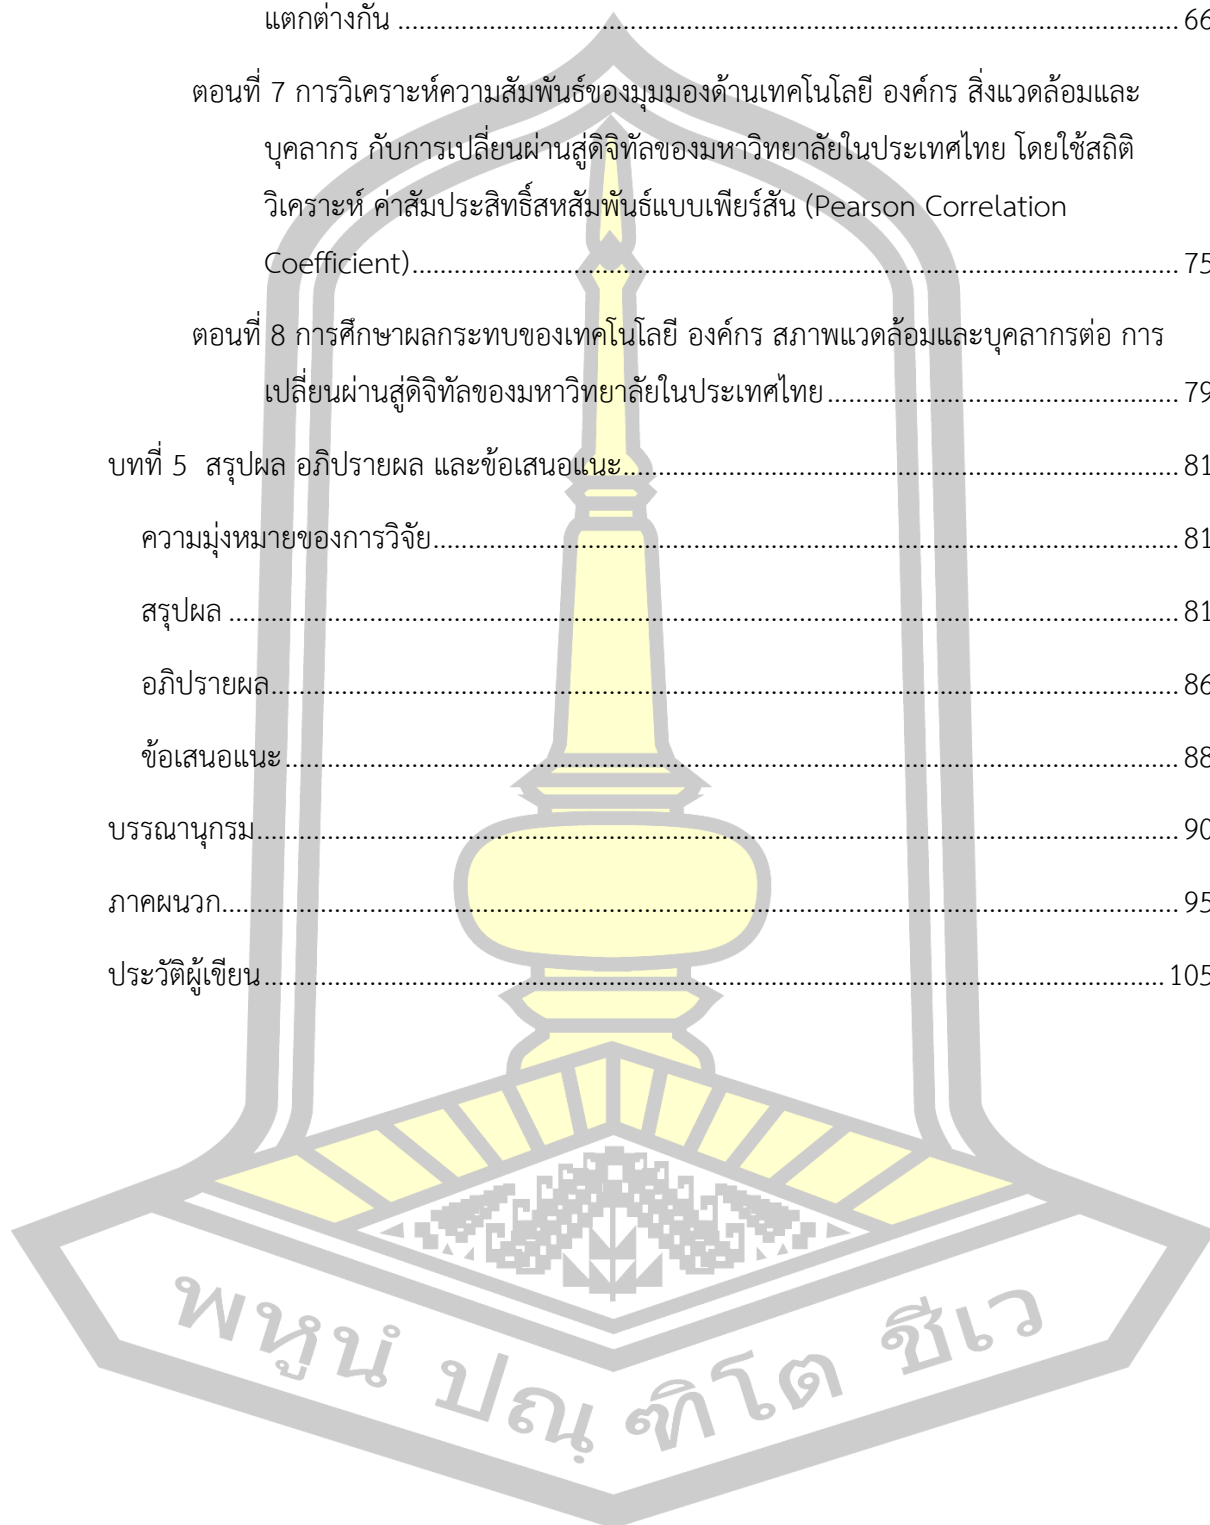 แตกต่างกัน ........................................ 66
ตอนที่ 7 การวิเคราะห์ความสัมพันธ์ของมุมมองด้านเทคโนโลยี องค์กร สิ่งแวดล้อมและ
บุคลากร กับการเปลี่ยนผ่านสู่ดิจิทัลของมหาวิทยาลัยในประเทศไทย โดยใช้สถิติ
วิเคราะห์ ค่าสัมประสิทธิ์สหสัมพันธ์แบบเพียร์สัน (Pearson Correlation
Coefficient)........................................ 75
ตอนที่ 8 การศึกษาผลกระทบของเทคโนโลยี องค์กร สภาพแวดล้อมและบุคลากรต่อ การ
เปลี่ยนผ่านสู่ดิจิทัลของมหาวิทยาลัยในประเทศไทย ........................................ 79
บทที่ 5 สรุปผล อภิปรายผล และข้อเสนอแนะ........................................ 81
ความมุ่งหมายของการวิจัย........................................ 81
สรุปผล ........................................ 81
อภิปรายผล........................................ 86
ข้อเสนอแนะ ........................................ 88
บรรณานุกรม........................................ 90
ภาคผนวก........................................ 95
ประวัติผู้เขียน ........................................ 105
พหูนํ ปณฺฑิโต ชีเว